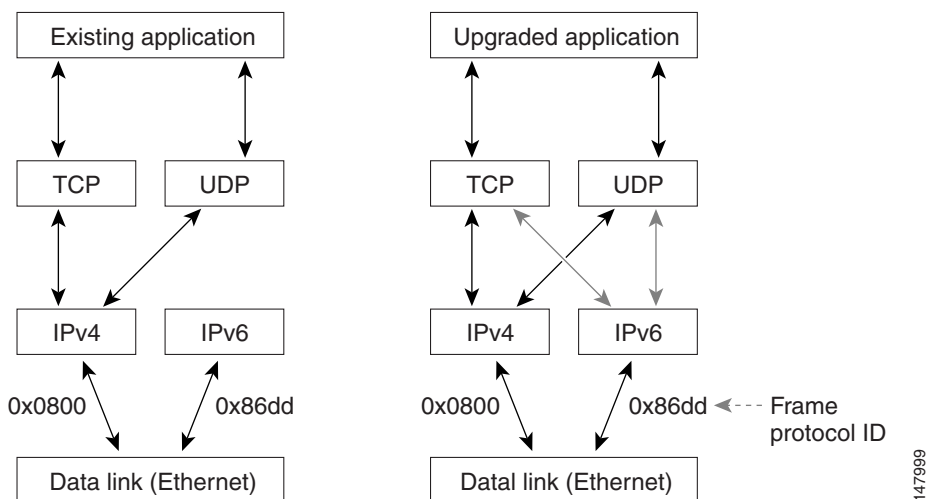 Existing application
Upgraded application
TCP
UDP
TCP
UDP
IPv4
IPv6
IPv4
IPv6
0x0800
0x86dd
0x0800
0x86dd
Frame
protocol ID
Data link (Ethernet)
Datal link (Ethernet)
147999